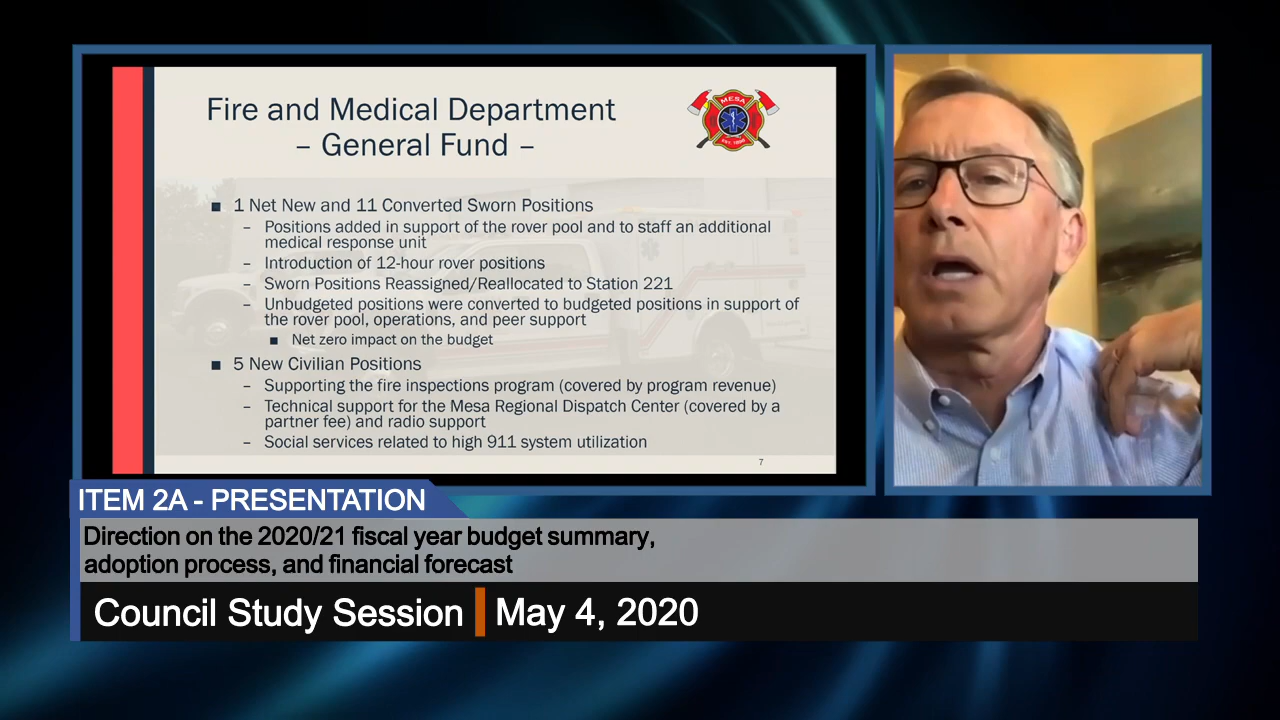 Fire and Medical Department
– General Fund –
MESA
EST. 1898
■ 1 Net New and 11 Converted Sworn Positions
– Positions added in support of the rover pool and to staff an additional
medical response unit
– Introduction of 12-hour rover positions
– Sworn Positions Reassigned/Reallocated to Station 221
– Unbudgeted positions were converted to budgeted positions in support of
the rover pool, operations, and peer support
■ Net zero impact on the budget
■ 5 New Civilian Positions
– Supporting the fire inspections program (covered by program revenue)
– Technical support for the Mesa Regional Dispatch Center (covered by a
partner fee) and radio support
– Social services related to high 911 system utilization
7
ITEM 2A - PRESENTATION
Direction on the 2020/21 fiscal year budget summary,
adoption process, and financial forecast
Council Study Session
May 4, 2020